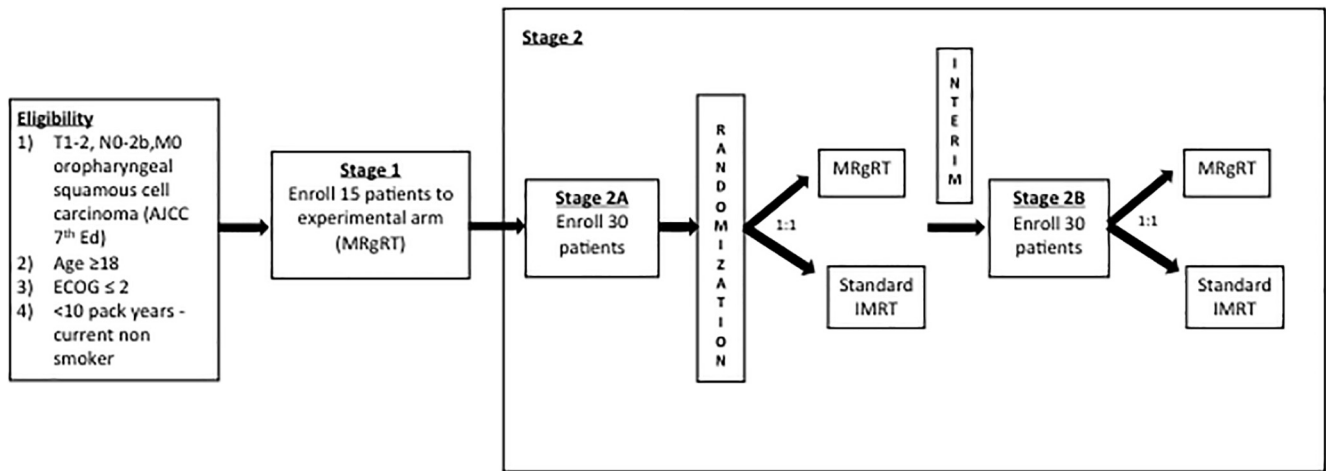 Eligibility
1) T1-2, N0-2b,M0
oropharyngeal
squamous cell
carcinoma (AJCC
7th Ed)
2) Age ≥18
3) ECOG ≤ 2
4) <10 pack years -
current non
smoker
Stage 1
Enroll 15 patients to
experimental arm
(MRgRT)
Stage 2
Stage 2A
Enroll 30
patients
RANDOMIZATION
1:1
MRgRT
Standard
IMRT
INTERIM
Stage 2B
Enroll 30
patients
1:1
MRgRT
Standard
IMRT